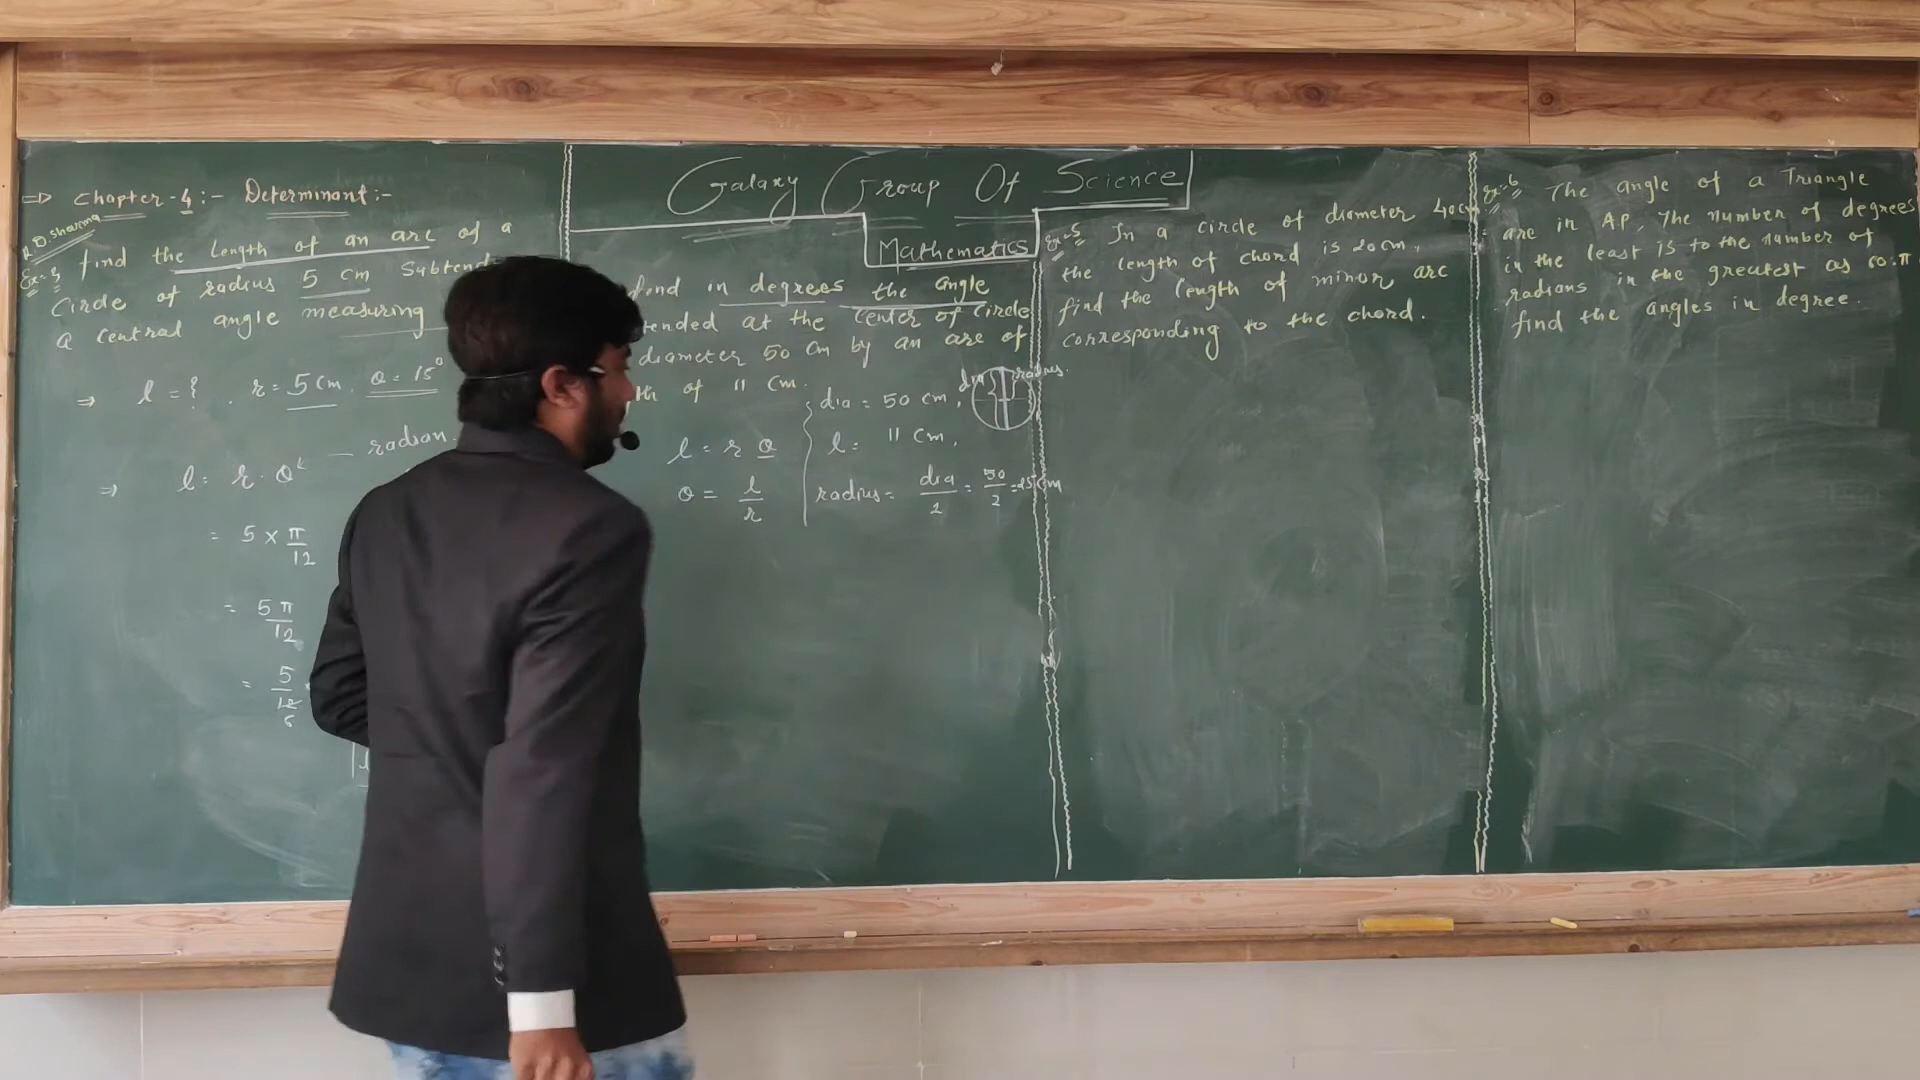 Galaxy Group Of Science
Mathematics
⇒ Chapter-4:- Determinant:-
R.D. Sharma
Ex-3 find the length of an arc of a
Circle of radius 5 cm Subtend
a central angle measuring
⇒ l = ? . r = 5 cm . θ = 15°
⇒ l = r . θᶜ — radian.
= 5 × π/12
= 5π/12
= 5/12
6
find in degrees the angle
tended at the center of Circle
diameter 50 cm by an arc of
th of 11 cm.
l = r θ
θ = l/r
dia = 50 cm,
l = 11 cm,
radius = dia/2 = 50/2 = 25 cm
dia radius.
Ex-5 In a circle of diameter 40cm
the length of chord is 20cm,
find the length of minor arc
corresponding to the chord.
Ex-6 The angle of a Triangle
are in AP, The number of degrees
in the least is to the number of
radians in the greatest as 60:π
find the angles in degree.